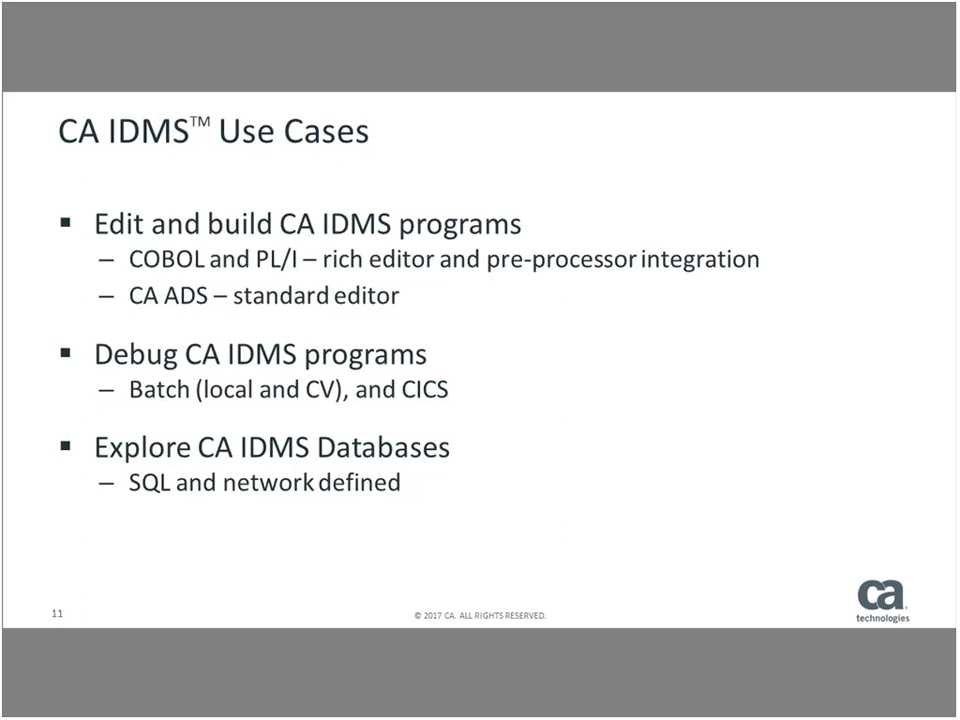 CA IDMS™ Use Cases
▪ Edit and build CA IDMS programs
– COBOL and PL/I – rich editor and pre-processor integration
– CA ADS – standard editor
▪ Debug CA IDMS programs
– Batch (local and CV), and CICS
▪ Explore CA IDMS Databases
– SQL and network defined
11
© 2017 CA. ALL RIGHTS RESERVED.
ca
technologies